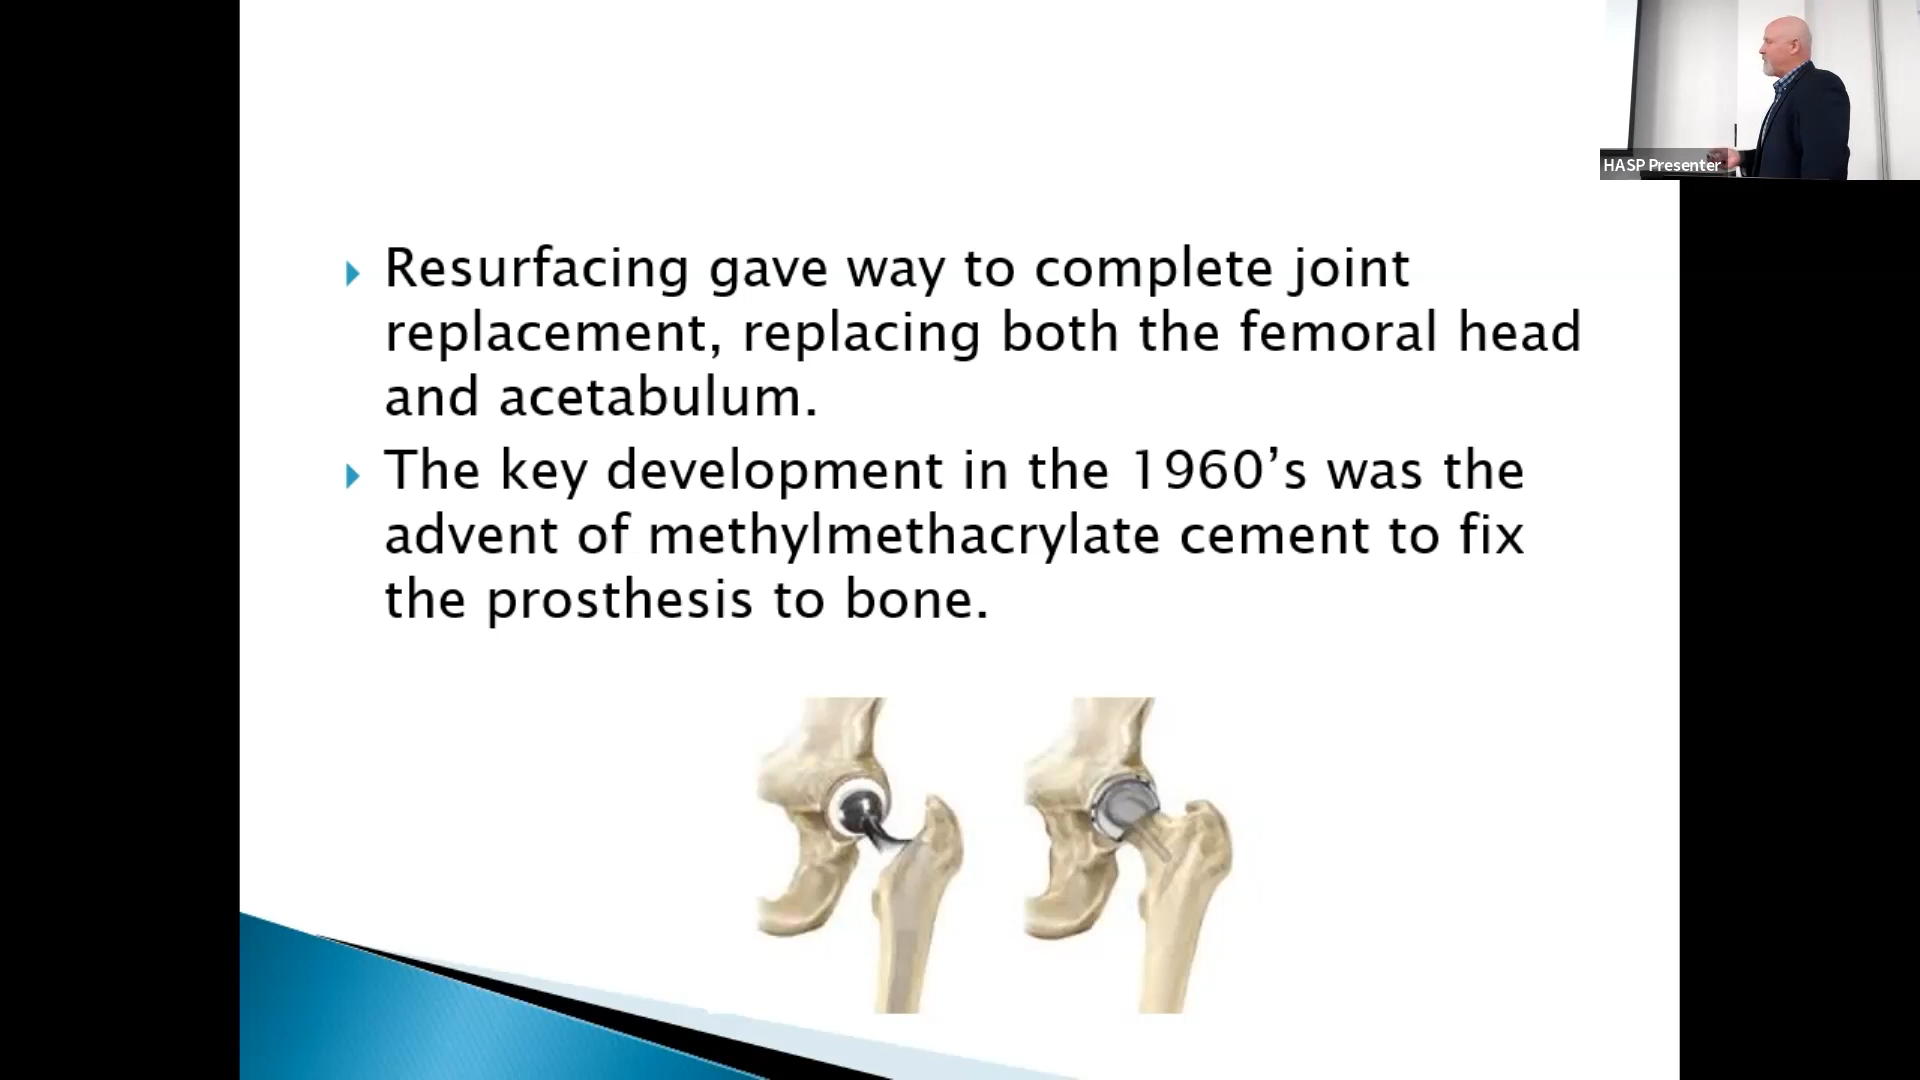 HASP Presenter
Resurfacing gave way to complete joint
replacement, replacing both the femoral head
and acetabulum.
The key development in the 1960’s was the
advent of methylmethacrylate cement to fix
the prosthesis to bone.